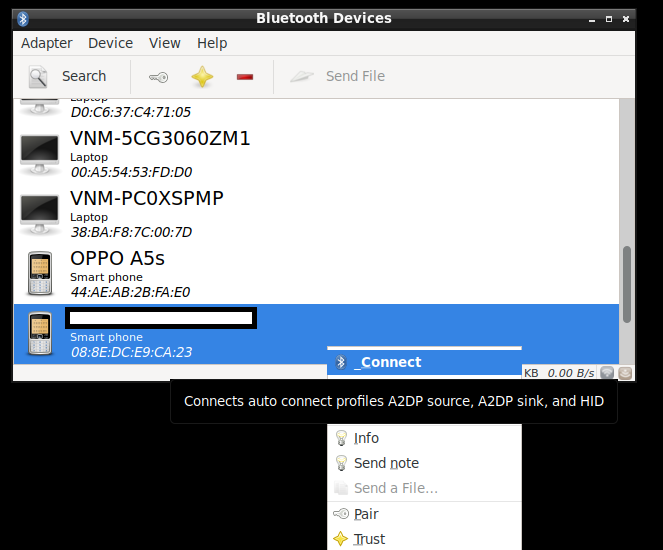 Bluetooth Devices
Adapter Device View Help
Search Send File
Laptop
D0:C6:37:C4:71:05
VNM-5CG3060ZM1
Laptop
00:A5:54:53:FD:D0
VNM-PC0XSPMP
Laptop
38:BA:F8:7C:00:7D
OPPO A5s
Smart phone
44:AE:AB:2B:FA:E0
Smart phone
08:8E:DC:E9:CA:23
_Connect
KB 0.00 B/s
Connects auto connect profiles A2DP source, A2DP sink, and HID
Info
Send note
Send a File...
Pair
Trust